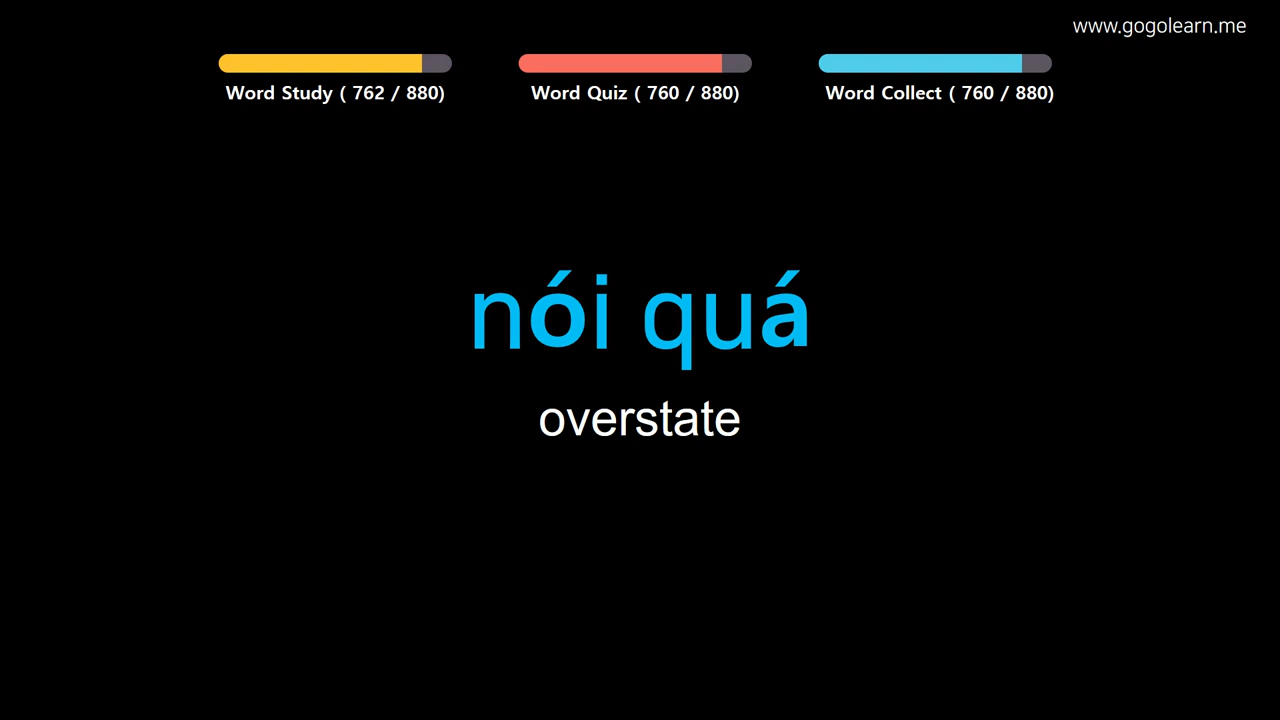 www.gogolearn.me
Word Study ( 762 / 880)
Word Quiz ( 760 / 880)
Word Collect ( 760 / 880)
nói quá
overstate